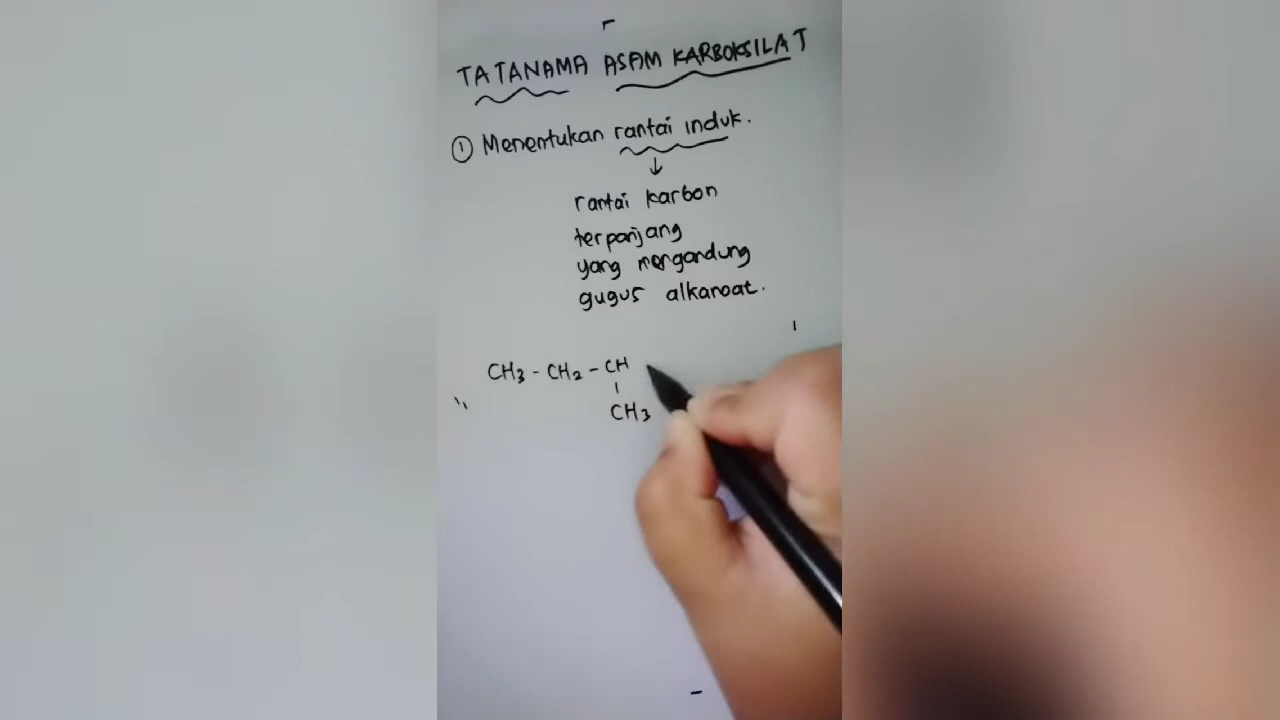 TATANAMA ASAM KARBOKSILAT
① Menentukan rantai induk.
↓
rantai karbon
terpanjang
yang mengandung
gugus alkanoat.
CH₃ - CH₂ - CH
|
CH₃